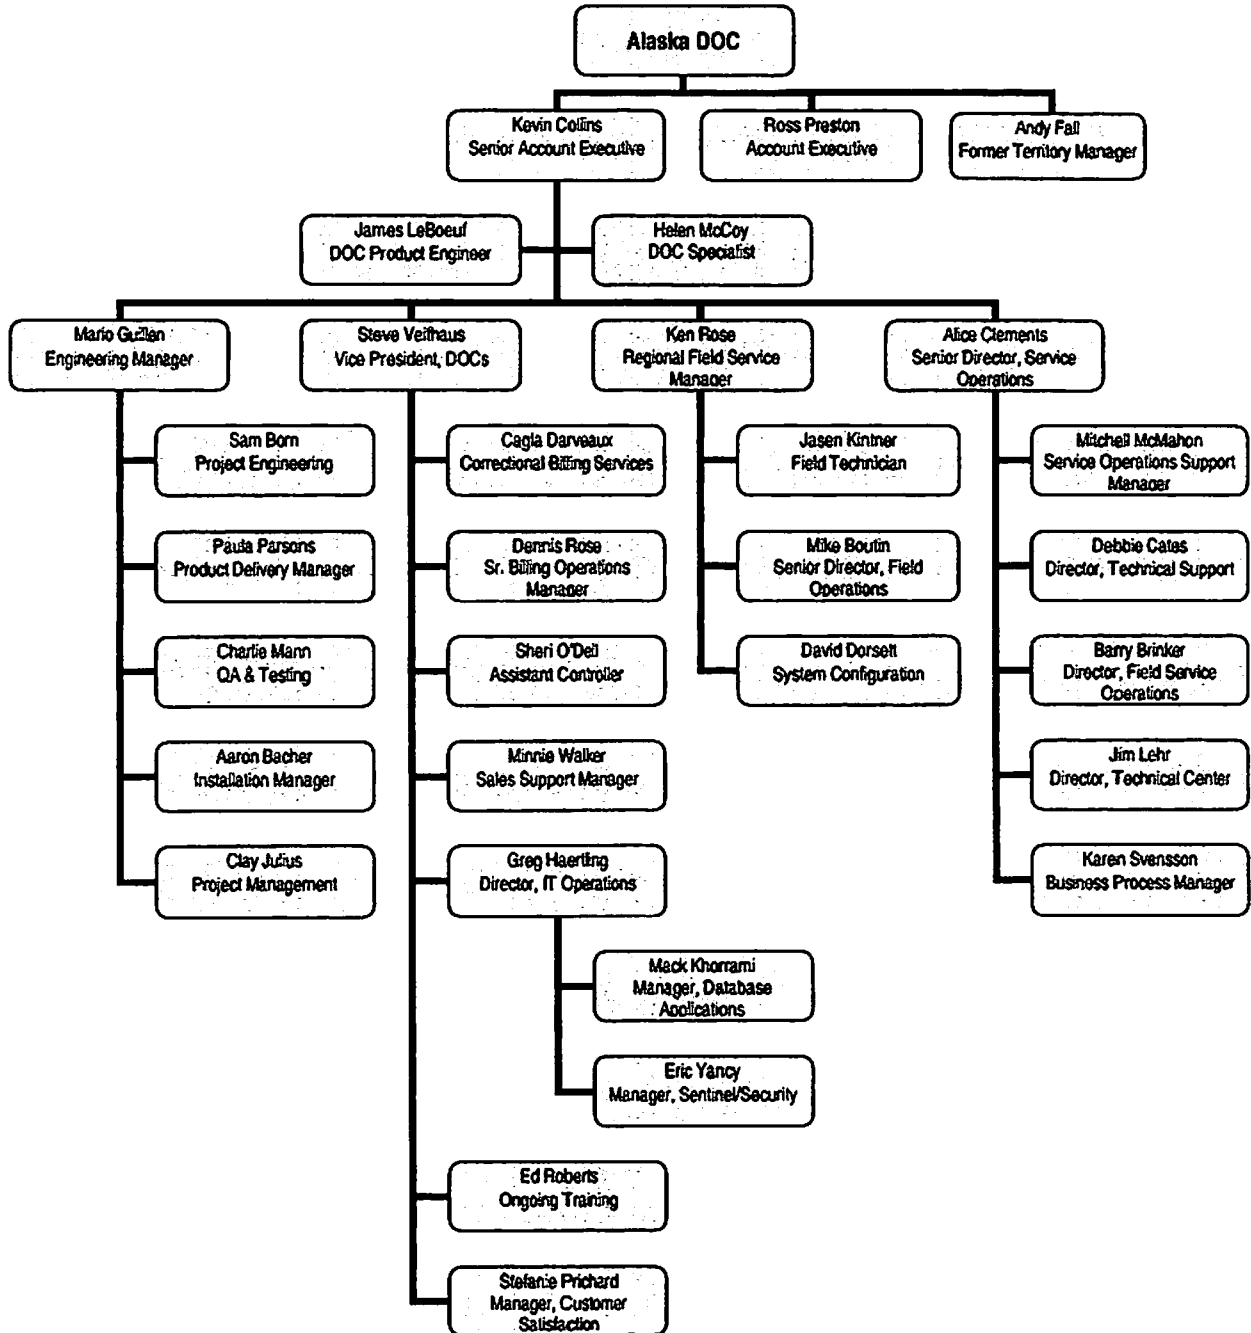 Alaska DOC
Kevin Collins
Senior Account Executive
Ross Preston
Account Executive
Andy Fall
Former Territory Manager
James LeBoeuf
DOC Product Engineer
Helen McCoy
DOC Specialist
Mario Guillen
Engineering Manager
Steve Veilfhaus
Vice President, DOCs
Ken Rose
Regional Field Service
Manager
Alice Clements
Senior Director, Service
Operations
Sam Born
Project Engineering
Paula Parsons
Product Delivery Manager
Charlie Mann
QA & Testing
Aaron Bacher
Installation Manager
Clay Julius
Project Management
Cagla Darveaux
Correctional Billing Services
Dennis Rose
Sr. Billing Operations
Manager
Sheri O'Dell
Assistant Controller
Minnie Walker
Sales Support Manager
Greg Haertling
Director, IT Operations
Mack Khorrami
Manager, Database
Applications
Eric Yancy
Manager, Sentinel/Security
Ed Roberts
Ongoing Training
Stefanie Prichard
Manager, Customer
Satisfaction
Jasen Kintner
Field Technician
Mike Boutin
Senior Director, Field
Operations
David Dorsett
System Configuration
Mitchell McMahon
Service Operations Support
Manager
Debbie Cates
Director, Technical Support
Barry Brinker
Director, Field Service
Operations
Jim Lehr
Director, Technical Center
Karen Svensson
Business Process Manager